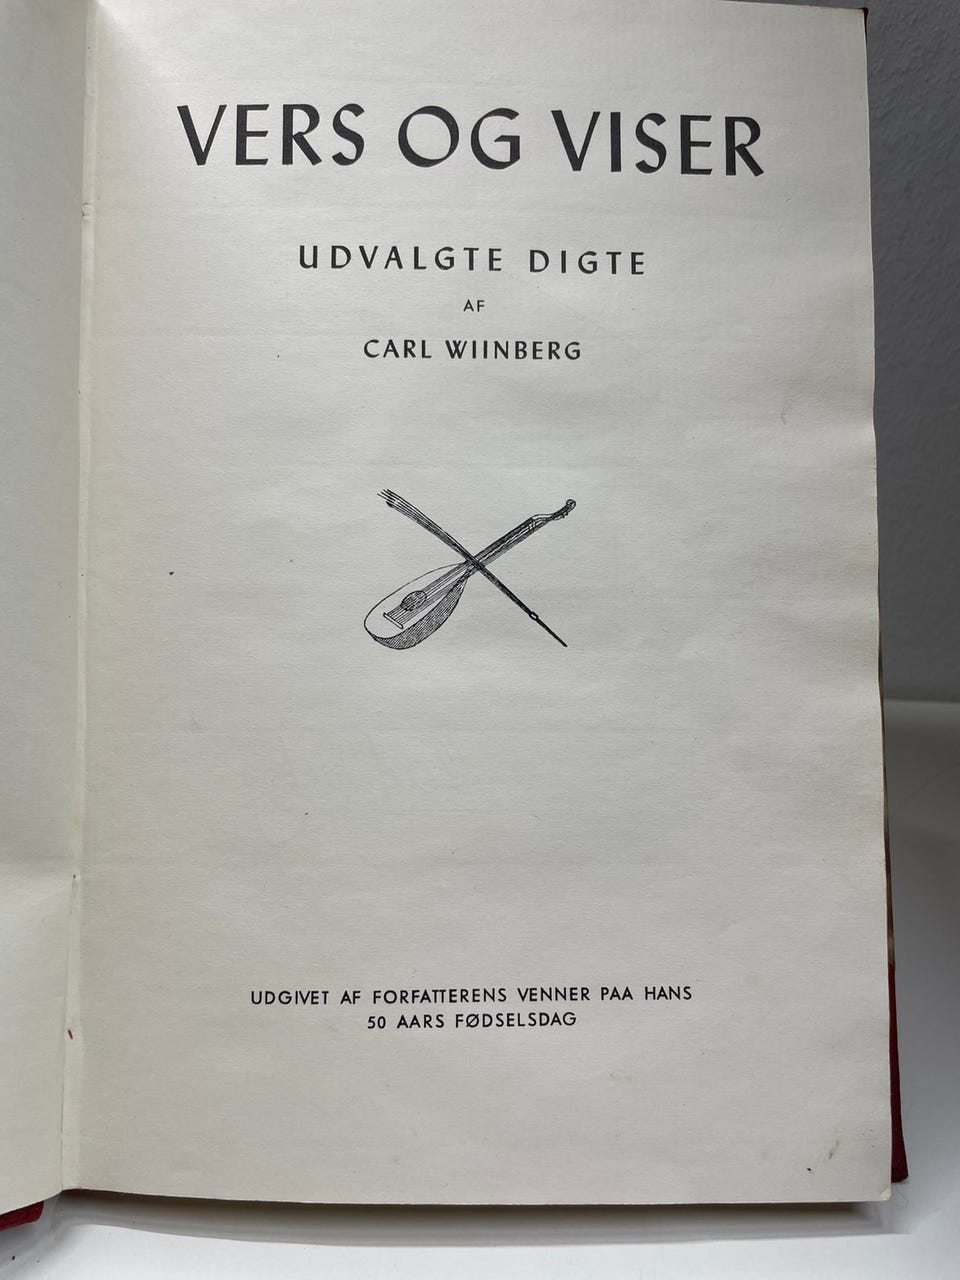 VERS OG VISER
UDVALGTE DIGTE
AF
CARL WIINBERG
UDGIVET AF FORFATTERENS VENNER PAA HANS
50 AARS FØDSELSDAG